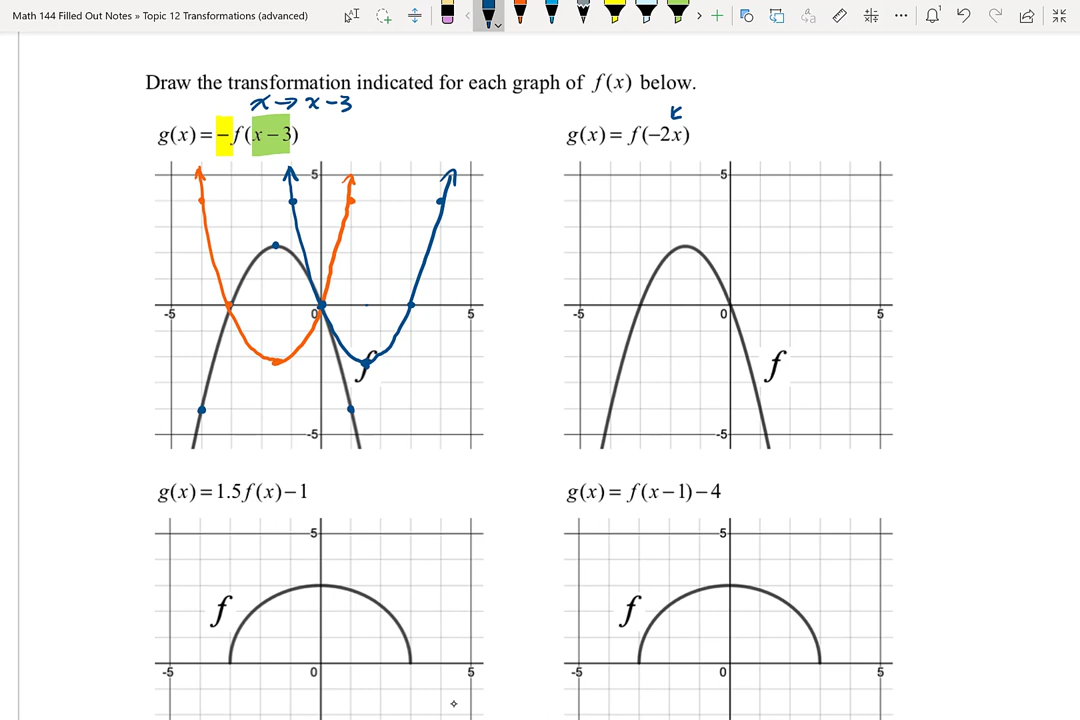 Math 144 Filled Out Notes » Topic 12 Transformations (advanced)
Draw the transformation indicated for each graph of f(x) below.
x → x − 3
g(x) = −f(x − 3)
g(x) = f(−2x)
5
-5
0
5
-5
f
5
-5
0
5
-5
f
g(x) = 1.5f(x) − 1
g(x) = f(x − 1) − 4
5
f
-5
0
5
5
f
-5
0
5